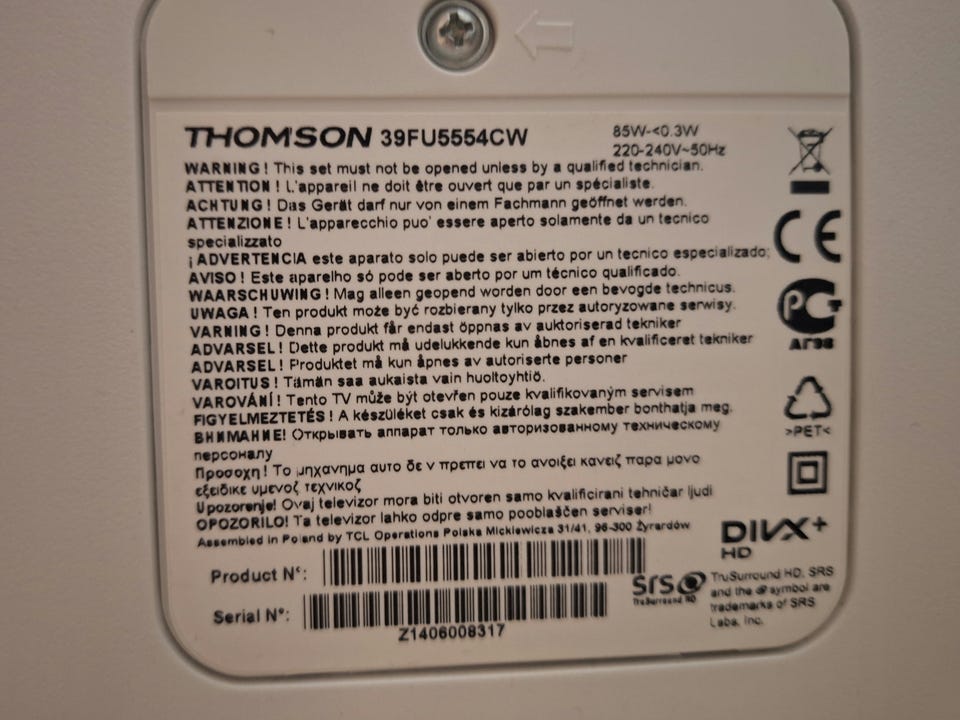 THOMSON 39FU5554CW
85W-<0.3W
220-240V~50Hz
WARNING! This set must not be opened unless by a qualified technician.
ATTENTION! L'appareil ne doit être ouvert que par un spécialiste.
ACHTUNG! Das Gerät darf nur von einem Fachmann geöffnet werden.
ATTENZIONE! L'apparecchio puo' essere aperto solamente da un tecnico
specializzato
¡ADVERTENCIA este aparato solo puede ser abierto por un tecnico especializado;
AVISO! Este aparelho só pode ser aberto por um técnico qualificado.
WAARSCHUWING! Mag alleen geopend worden door een bevogde technicus.
UWAGA! Ten produkt może być rozbierany tylko przez autoryzowane serwisy.
VARNING! Denna produkt får endast öppnas av auktoriserad tekniker
ADVARSEL! Dette produkt må udelukkende kun åbnes af en kvalificeret tekniker
ADVARSEL! Produktet må kun åpnes av autoriserte personer
VAROITUS! Tämän saa aukaista vain huoltoyhtiö.
VAROVÁNÍ! Tento TV může být otevřen pouze kvalifikovaným servisem
FIGYELMEZTETÉS! A készüléket csak és kizárólag szakember bonthatja meg.
ВНИМАНИЕ! Открывать аппарат только авторизованному техническому
персоналу
Προσοχη! Το μηχανημα αυτο δε ν πρεπει να το ανοιξει κανειζ παρα μονο
εξειδικε υμενοζ τεχνικοζ
Upozorenje! Ovaj televizor mora biti otvoren samo kvalificirani tehničar ljudi
OPOZORILO! Ta televizor lahko odpre samo pooblaščen serviser!
Assembled in Poland by TCL Operations Polska Mickiewicza 31/41, 96-300 Żyrardów
Product N°:
Serial N°:
Z1406008317
CE
АГ98
>PET<
DIVX+
HD
SRS
TruSurround HD
TruSurround HD, SRS
and the symbol are
trademarks of SRS
Labs, Inc.